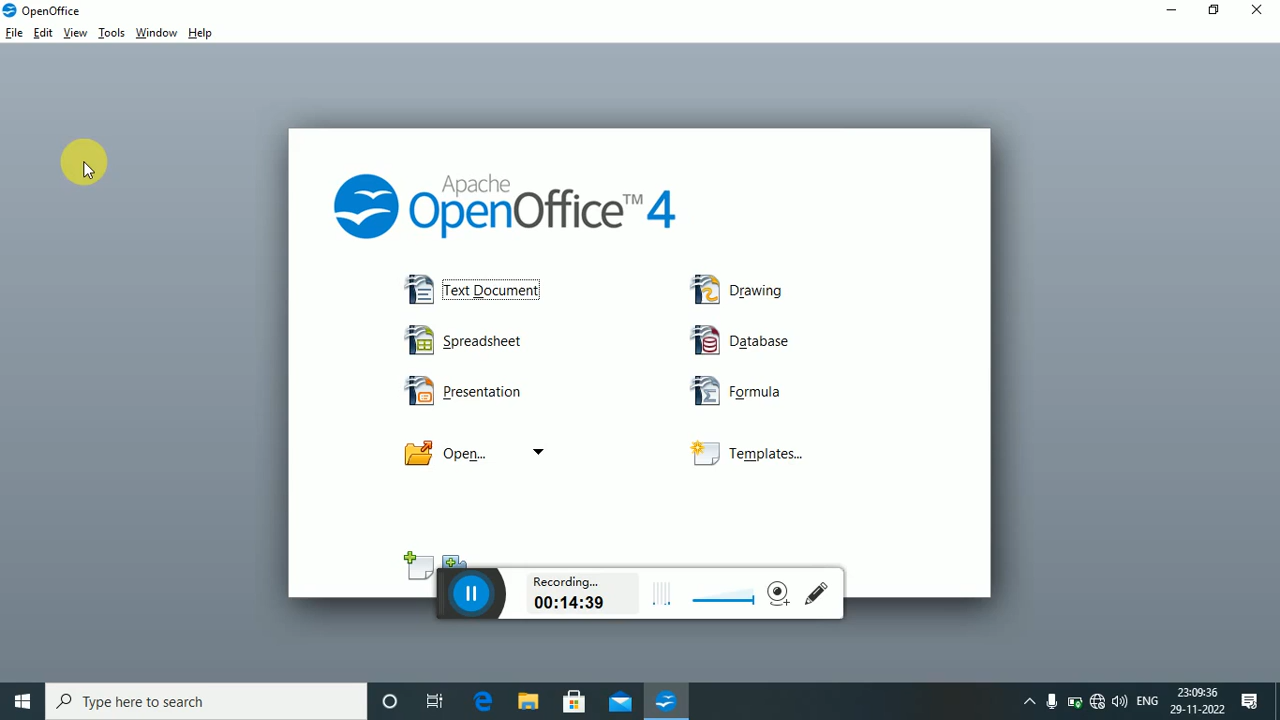 OpenOffice
File Edit View Tools Window Help
Apache
OpenOffice™ 4
Text Document
Drawing
Spreadsheet
Database
Presentation
Formula
Open...
Templates...
Recording...
00:14:39
Type here to search
ENG
23:09:36
29-11-2022